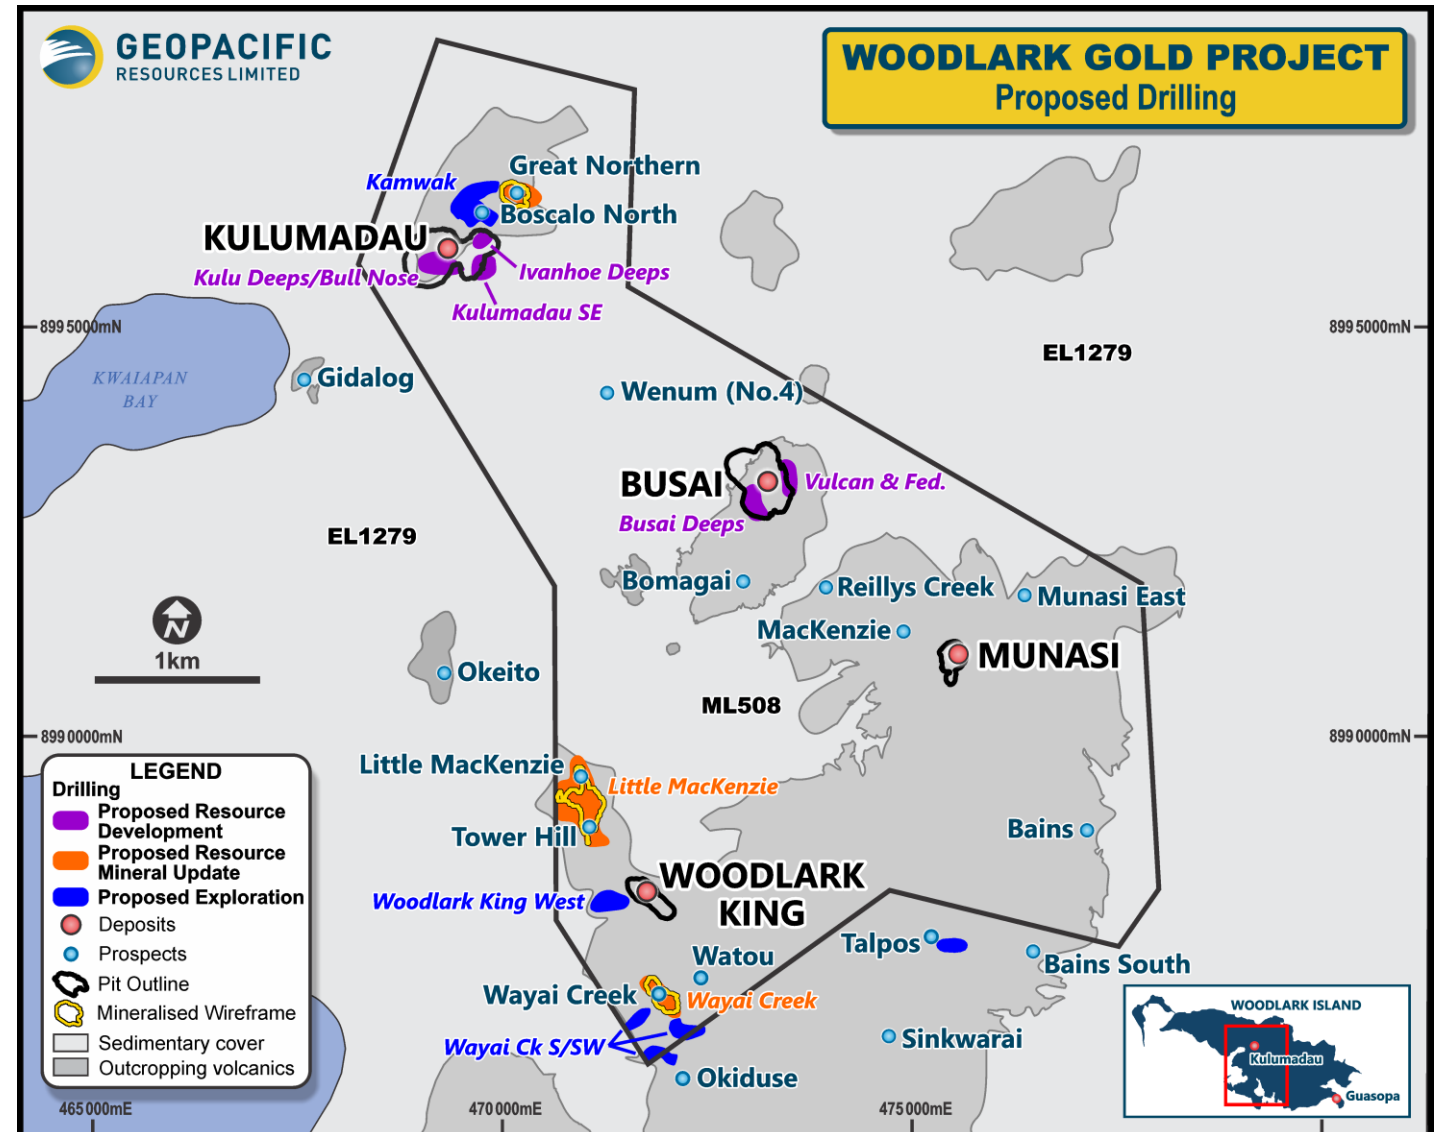 GEOPACIFIC
RESOURCES LIMITED
WOODLARK GOLD PROJECT
Proposed Drilling
Great Northern
Kamwak
Boscalo North
KULUMADAU
Kulu Deeps/Bull Nose
Ivanhoe Deeps
Kulumadau SE
899 5000mN
899 5000mN
EL1279
KWAIAPAN
BAY
Gidalog
Wenum (No.4)
BUSAI
Vulcan & Fed.
Busai Deeps
EL1279
Bomagai
Reillys Creek
Munasi East
MacKenzie
MUNASI
N
1km
Okeito
ML508
899 0000mN
899 0000mN
Little MacKenzie
Little MacKenzie
Tower Hill
Bains
WOODLARK
KING
Woodlark King West
Talpos
Bains South
Watou
Wayai Creek
Wayai Creek
Wayai Ck S/SW
Sinkwarai
Okiduse
LEGEND
Drilling
Proposed Resource
Development
Proposed Resource
Mineral Update
Proposed Exploration
Deposits
Prospects
Pit Outline
Mineralised Wireframe
Sedimentary cover
Outcropping volcanics
WOODLARK ISLAND
Kulumadau
Guasopa
465 000mE
470 000mE
475 000mE